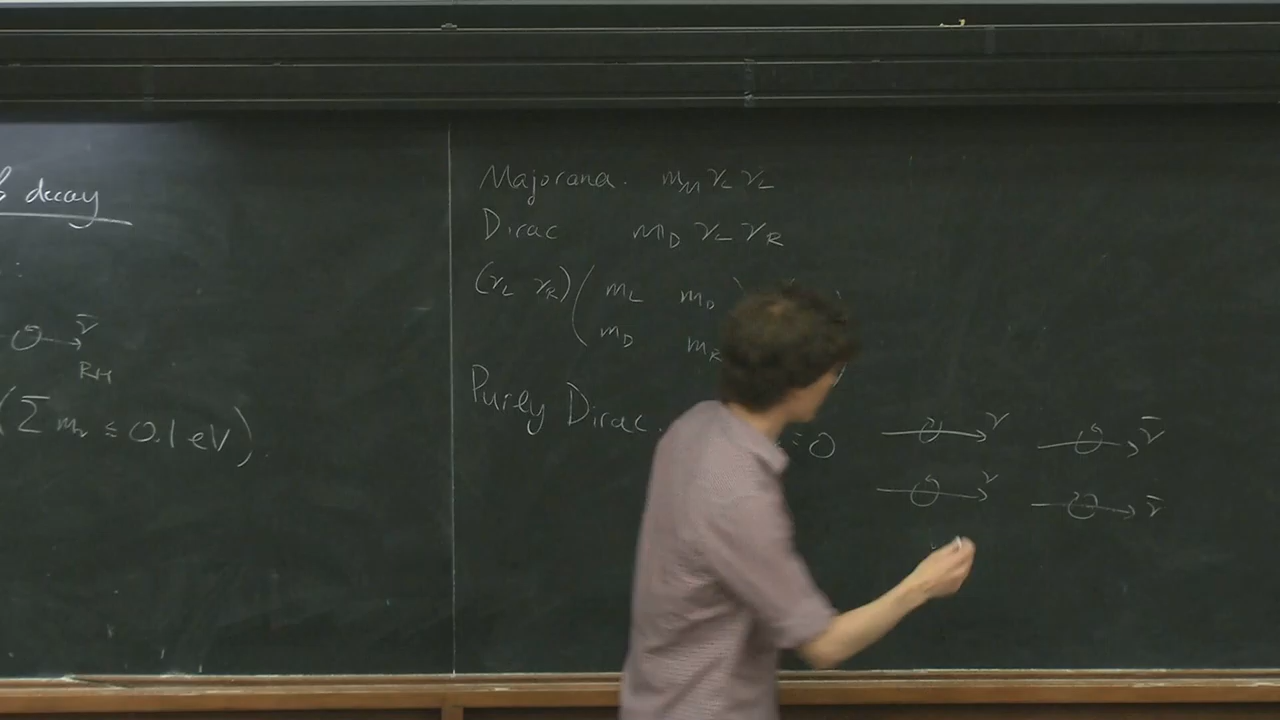 decay
ν̄
RH
(Σ mν ≲ 0.1 eV)
Majorana. m_M ν_L ν_L
Dirac m_D ν_L ν_R
(ν_L ν_R) ( m_L m_D
m_D m_R
Purely Dirac. =0
ν ν̄
ν ν̄